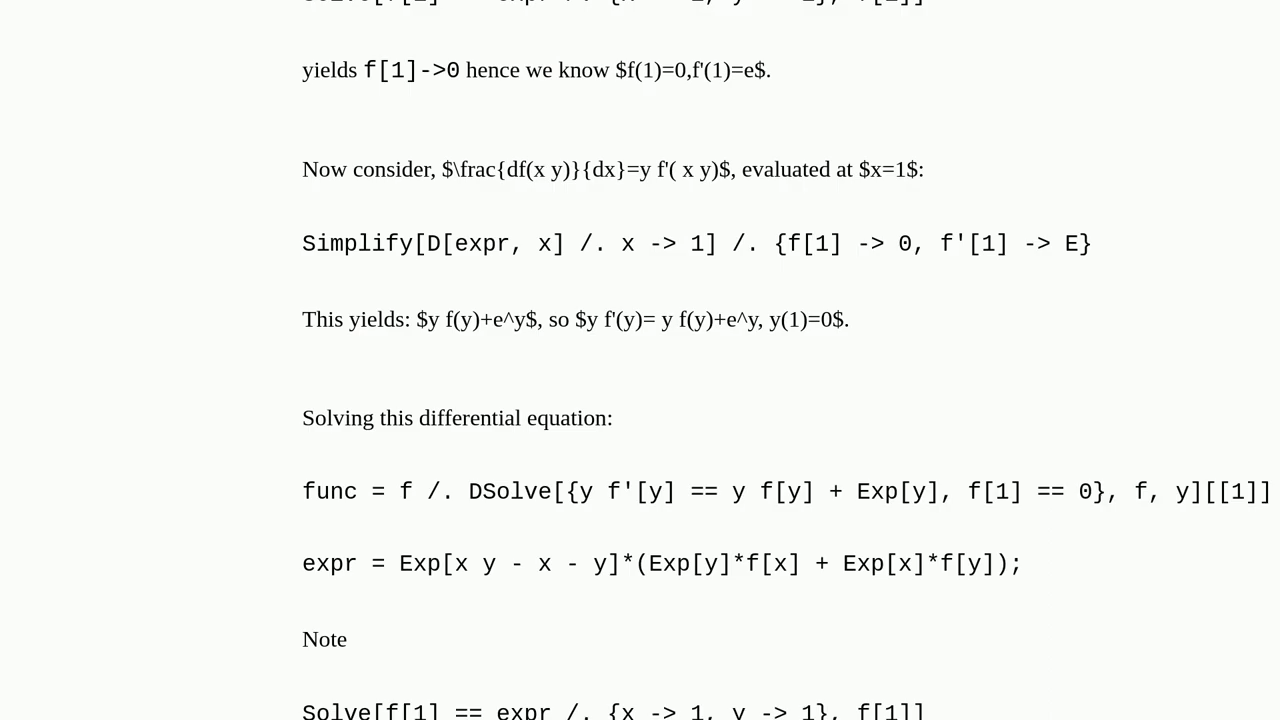 yields f[1]->0 hence we know $f(1)=0,f'(1)=e$.
Now consider, $\frac{df(x y)}{dx}=y f'( x y)$, evaluated at $x=1$:
Simplify[D[expr, x] /. x -> 1] /. {f[1] -> 0, f'[1] -> E}
This yields: $y f(y)+e^y$, so $y f'(y)= y f(y)+e^y, y(1)=0$.
Solving this differential equation:
func = f /. DSolve[{y f'[y] == y f[y] + Exp[y], f[1] == 0}, f, y][[1]]
expr = Exp[x y - x - y]*(Exp[y]*f[x] + Exp[x]*f[y]);
Note
Solve[f[1] == expr /. {x -> 1, y -> 1}, f[1]]